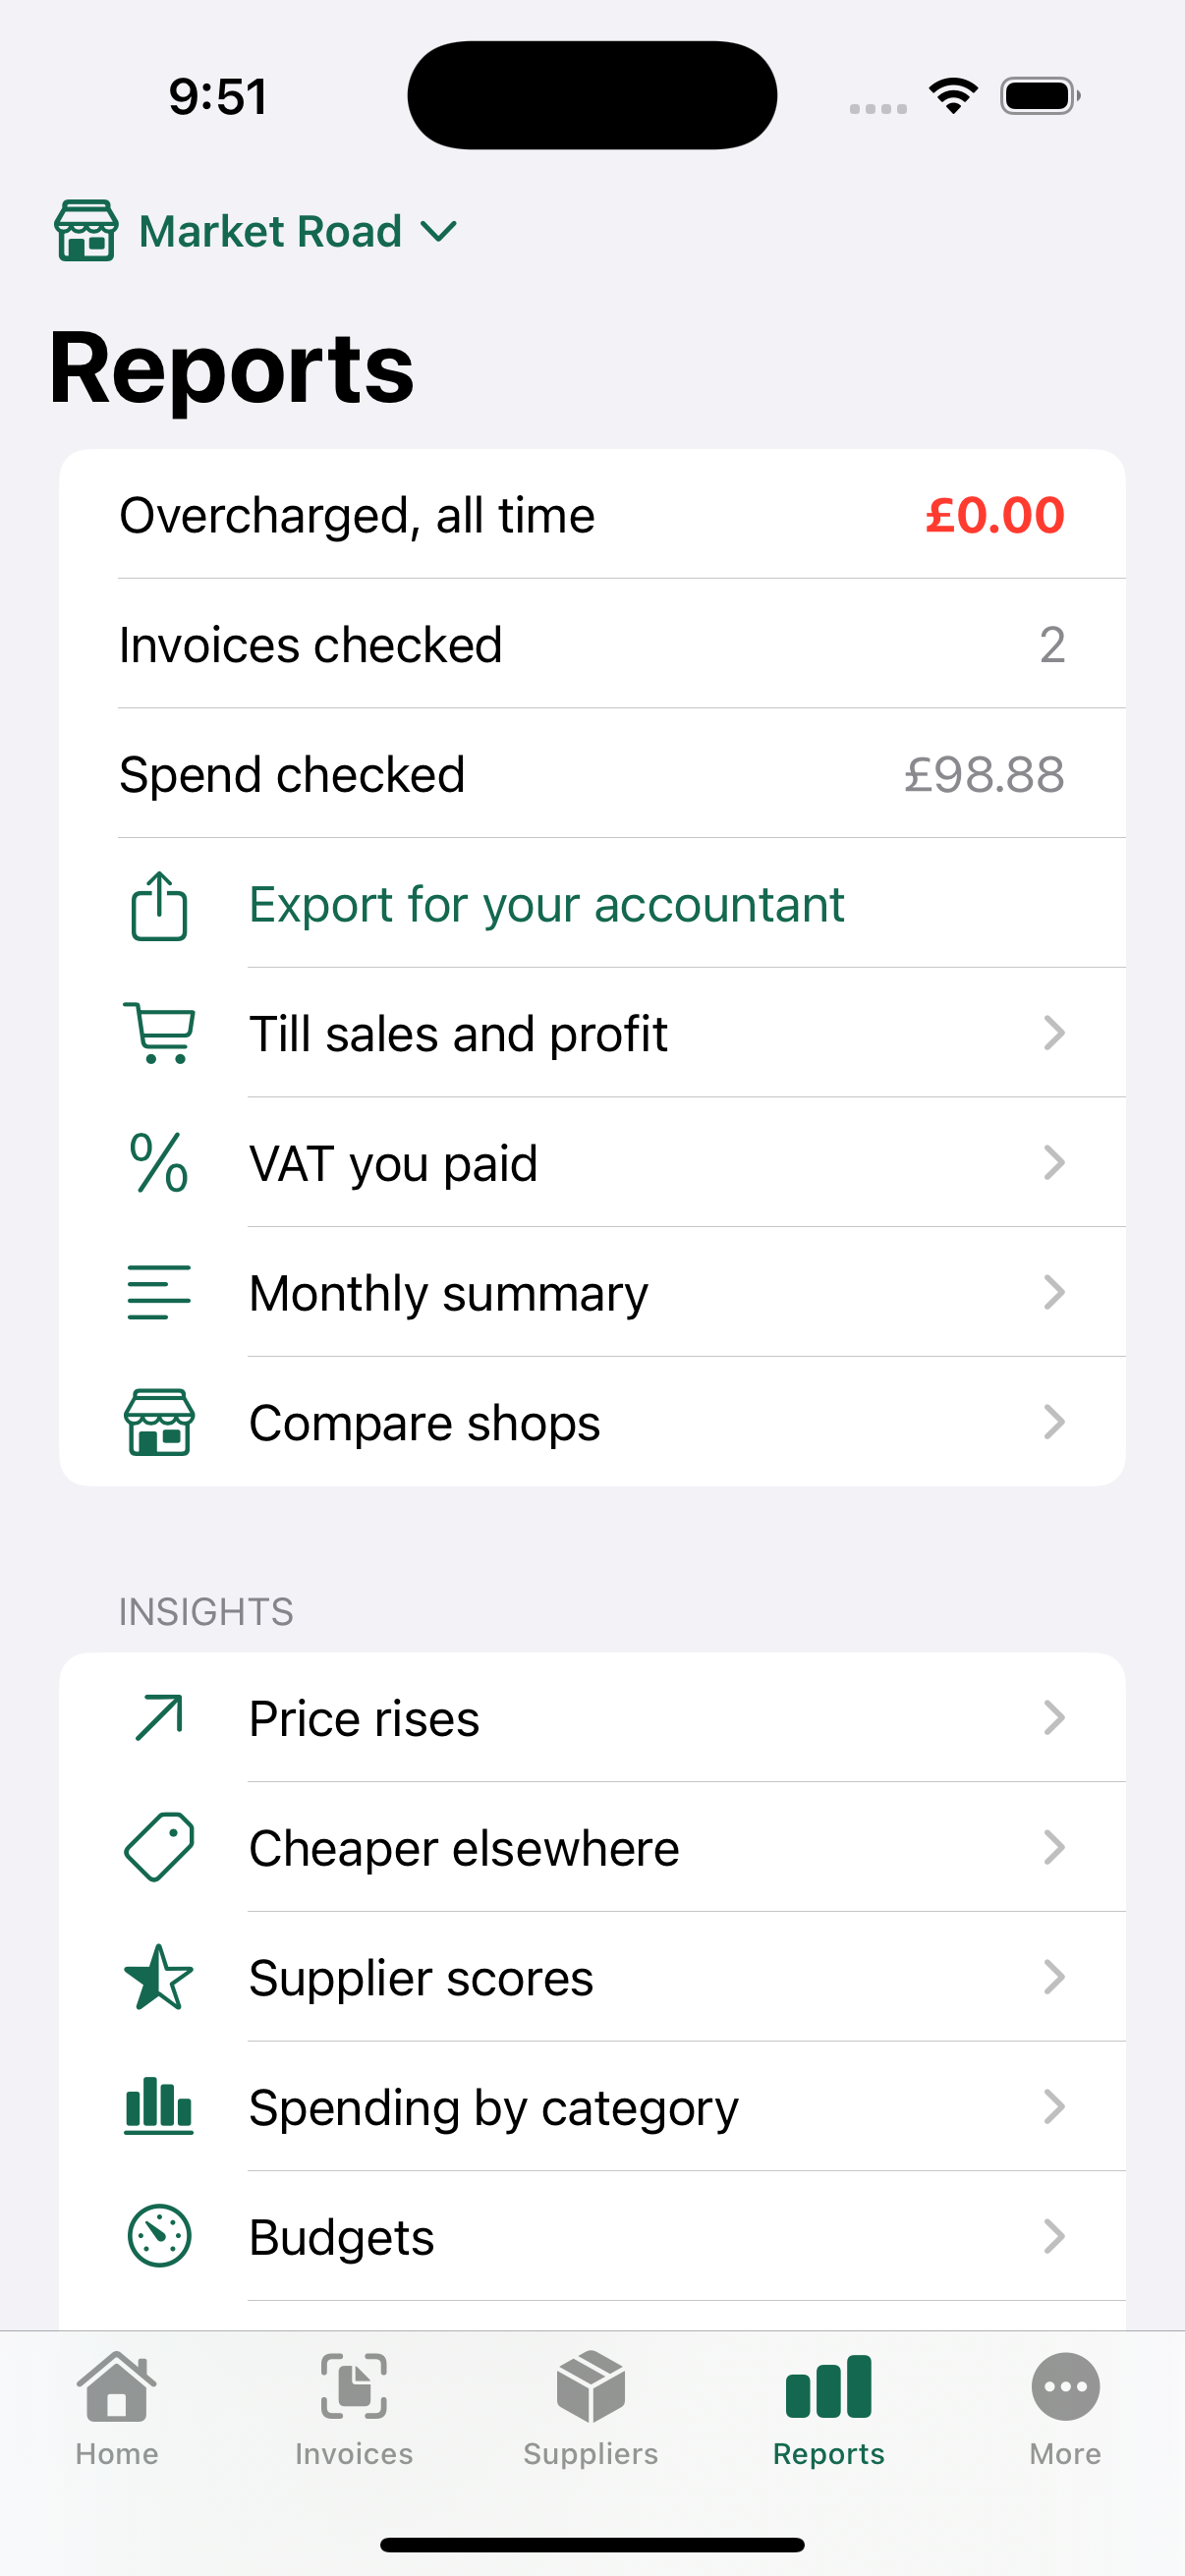 9:51
Market Road
Reports
Overcharged, all time £0.00
Invoices checked 2
Spend checked £98.88
Export for your accountant
Till sales and profit
VAT you paid
Monthly summary
Compare shops
INSIGHTS
Price rises
Cheaper elsewhere
Supplier scores
Spending by category
Budgets
Home Invoices Suppliers Reports More